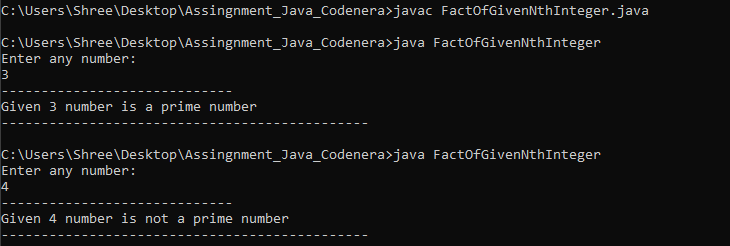 C:\Users\Shree\Desktop\Assingnment_Java_Codenera>javac FactOfGivenNthInteger.java
C:\Users\Shree\Desktop\Assingnment_Java_Codenera>java FactOfGivenNthInteger
Enter any number:
3
-----------------------------
Given 3 number is a prime number
----------------------------------------------
C:\Users\Shree\Desktop\Assingnment_Java_Codenera>java FactOfGivenNthInteger
Enter any number:
4
-----------------------------
Given 4 number is not a prime number
----------------------------------------------